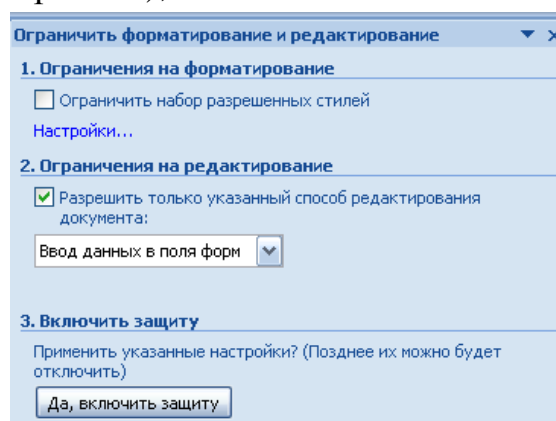 Ограничить форматирование и редактирование
1. Ограничения на форматирование
Ограничить набор разрешенных стилей
Настройки...
2. Ограничения на редактирование
Разрешить только указанный способ редактирования
документа:
Ввод данных в поля форм
3. Включить защиту
Применить указанные настройки? (Позднее их можно будет
отключить)
Да, включить защиту